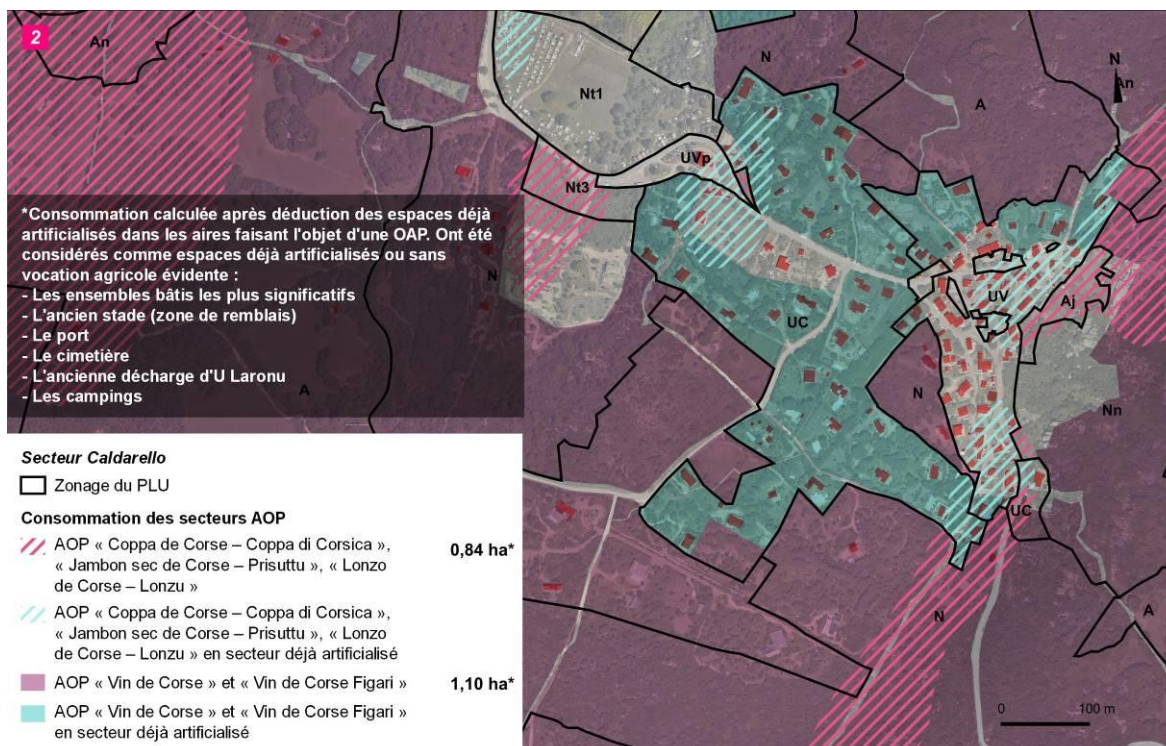 2
An
Nt1
N
A
N
An
UVp
Nt3
*Consommation calculée après déduction des espaces déjà
artificialisés dans les aires faisant l'objet d'une OAP. Ont été
considérés comme espaces déjà artificialisés ou sans
vocation agricole évidente :
- Les ensembles bâtis les plus significatifs
- L'ancien stade (zone de remblais)
- Le port
- Le cimetière
- L'ancienne décharge d'U Laronu
- Les campings
N
A
UC
UV
Aj
N
Nn
UC
N
A
Secteur Caldarello
Zonage du PLU
Consommation des secteurs AOP
AOP « Coppa de Corse – Coppa di Corsica »,
« Jambon sec de Corse – Prisuttu », « Lonzo
de Corse – Lonzu »
0,84 ha*
AOP « Coppa de Corse – Coppa di Corsica »,
« Jambon sec de Corse – Prisuttu », « Lonzo
de Corse – Lonzu » en secteur déjà artificialisé
AOP « Vin de Corse » et « Vin de Corse Figari »
1,10 ha*
AOP « Vin de Corse » et « Vin de Corse Figari »
en secteur déjà artificialisé
0 100 m